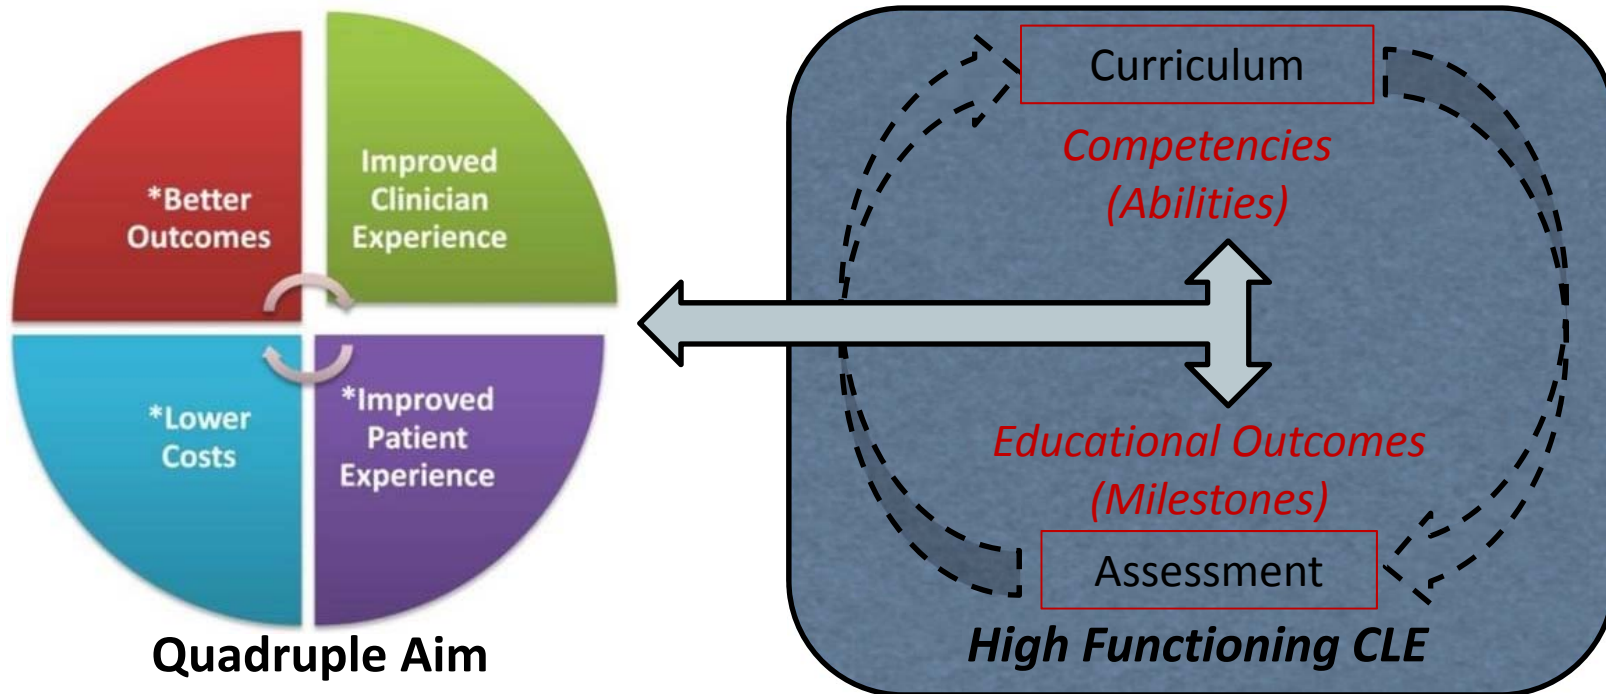 *Better
Outcomes
Improved
Clinician
Experience
*Lower
Costs
*Improved
Patient
Experience
Quadruple Aim
Curriculum
Competencies
(Abilities)
Educational Outcomes
(Milestones)
Assessment
High Functioning CLE